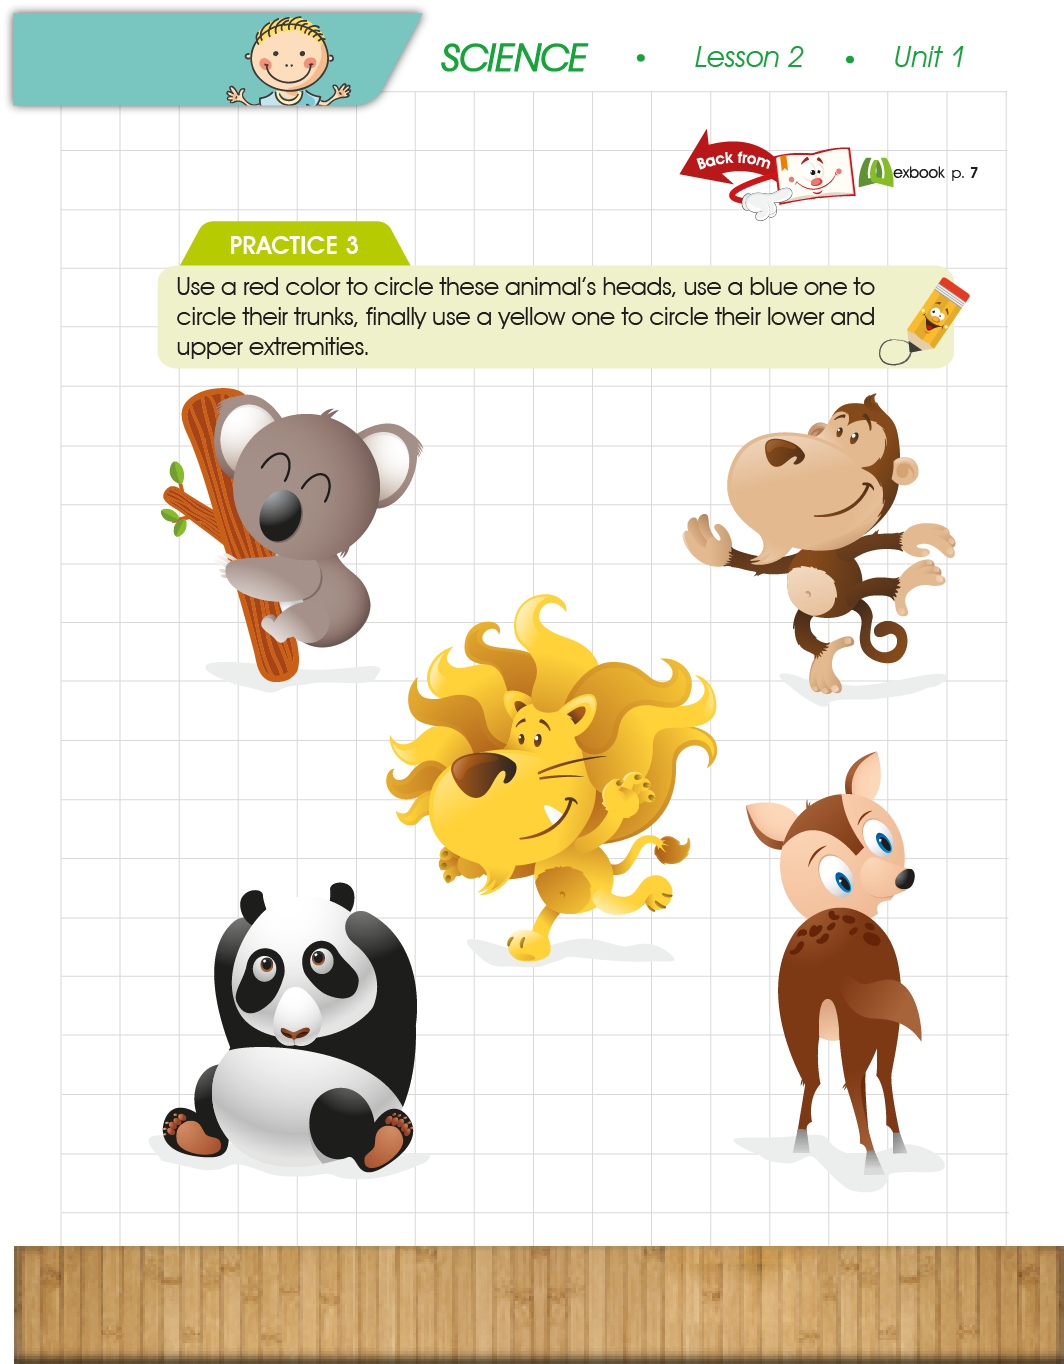 SCIENCE • Lesson 2 • Unit 1
Back from
exbook p. 7
PRACTICE 3
Use a red color to circle these animal's heads, use a blue one to
circle their trunks, finally use a yellow one to circle their lower and
upper extremities.